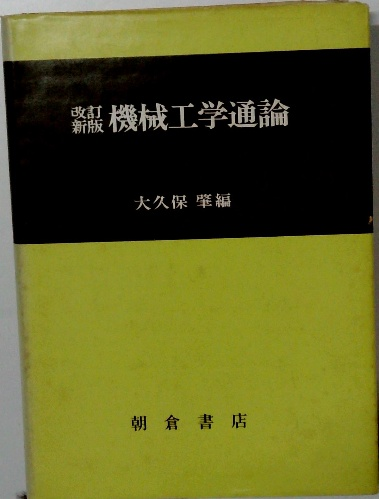 改訂新版 機械工学通論
大久保 肇編
朝倉書店